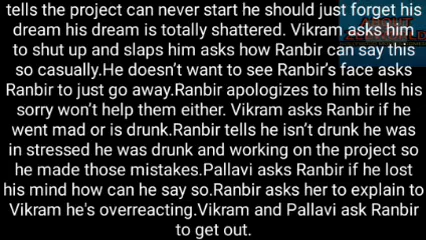 tells the project can never start he should just forget his
dream his dream is totally shattered. Vikram asks him
to shut up and slaps him asks how Ranbir can say this
so casually.He doesn't want to see Ranbir's face asks
Ranbir to just go away.Ranbir apologizes to him tells his
sorry won't help them either. Vikram asks Ranbir if he
went mad or is drunk.Ranbir tells he isn't drunk he was
in stressed he was drunk and working on the project so
he made those mistakes.Pallavi asks Ranbir if he lost
his mind how can he say so.Ranbir asks her to explain to
Vikram he's overreacting.Vikram and Pallavi ask Ranbir
to get out.